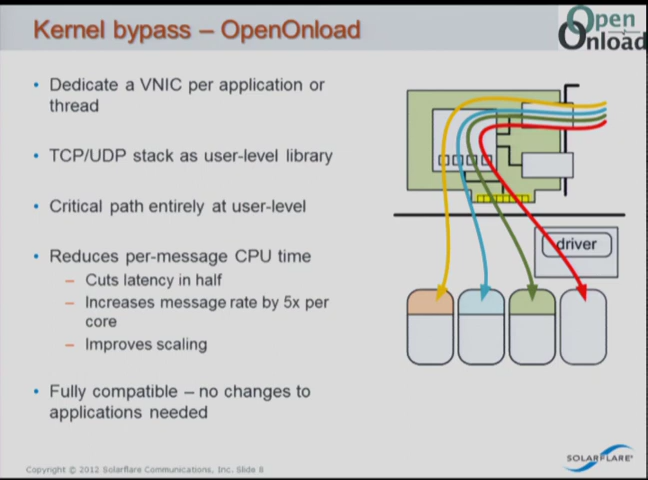 Kernel bypass – OpenOnload
Open
Onload
• Dedicate a VNIC per application or
thread
• TCP/UDP stack as user-level library
• Critical path entirely at user-level
• Reduces per-message CPU time
– Cuts latency in half
– Increases message rate by 5x per
core
– Improves scaling
• Fully compatible – no changes to
applications needed
driver
Copyright © 2012 Solarflare Communications, Inc. Slide 8
SOLARFLARE®